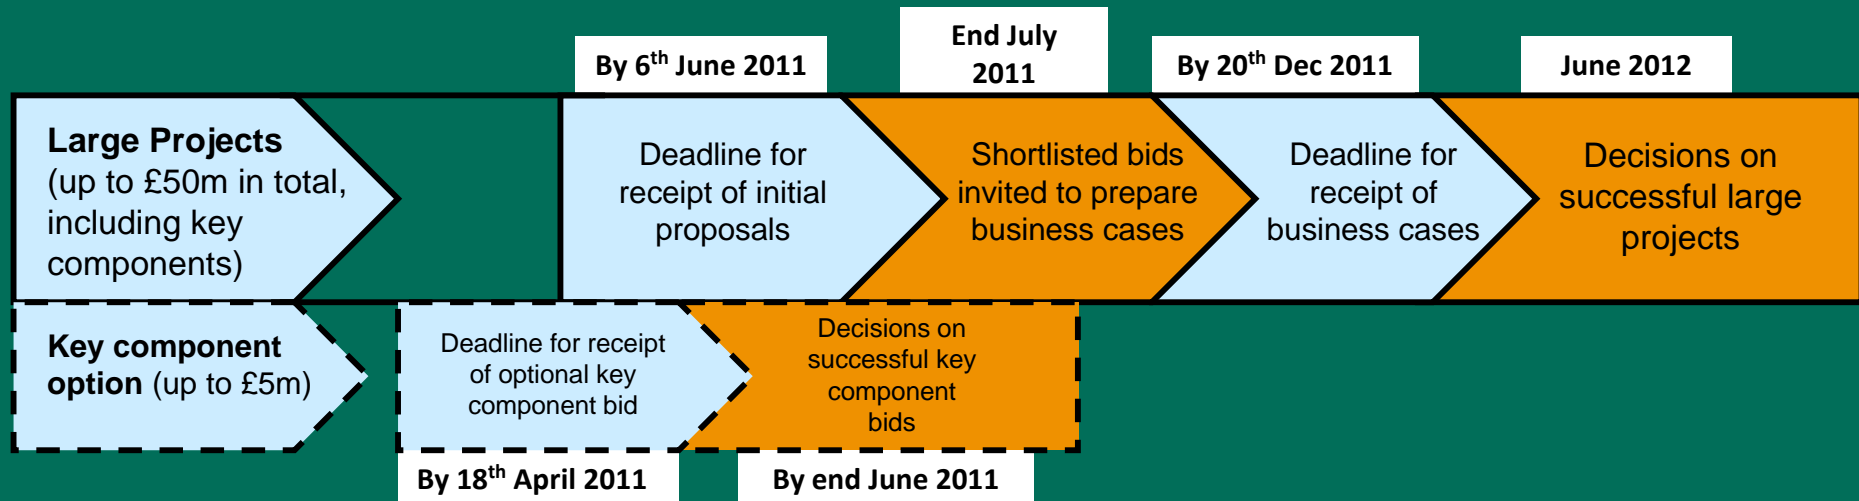 By 6th June 2011
End July
2011
By 20th Dec 2011
June 2012
Large Projects
(up to £50m in total,
including key
components)
Deadline for
receipt of initial
proposals
Shortlisted bids
invited to prepare
business cases
Deadline for
receipt of
business cases
Decisions on
successful large
projects
Key component
option (up to £5m)
Deadline for receipt
of optional key
component bid
Decisions on
successful key
component
bids
By 18th April 2011
By end June 2011